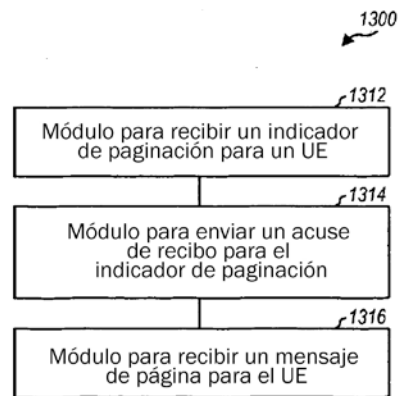 1300
1312
Módulo para recibir un indicador
de paginación para un UE
1314
Módulo para enviar un acuse
de recibo para el
indicador de paginación
1316
Módulo para recibir un mensaje
de página para el UE